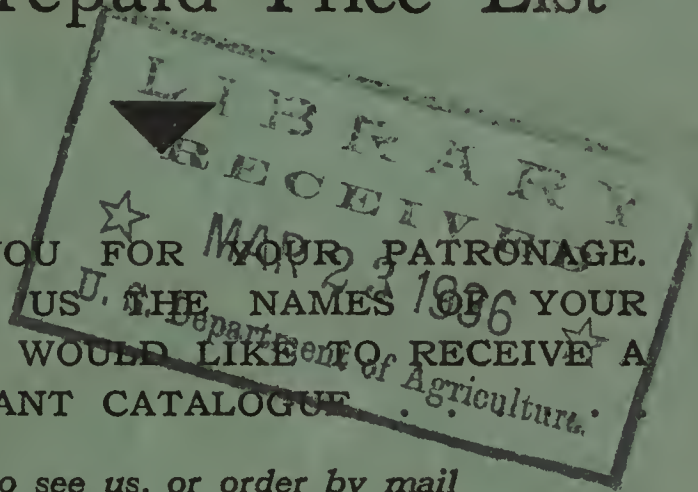 repaid Price List
LIBRARY
RECEIVED
MAR 23 1936
U. S. Department of Agriculture.
YOU FOR YOUR PATRONAGE.
US THE NAMES OF YOUR
WOULD LIKE TO RECEIVE A
ANT CATALOGUE. . . . .
o see us, or order by mail